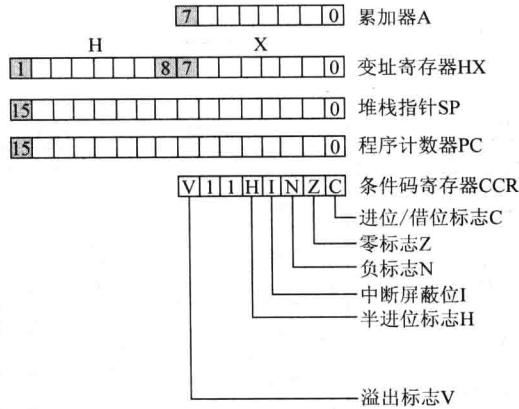 7 0 累加器A
H X
1 8 7 0 变址寄存器HX
15 0 堆栈指针SP
15 0 程序计数器PC
V 1 1 H I N Z C 条件码寄存器CCR
进位/借位标志C
零标志Z
负标志N
中断屏蔽位I
半进位标志H
溢出标志V